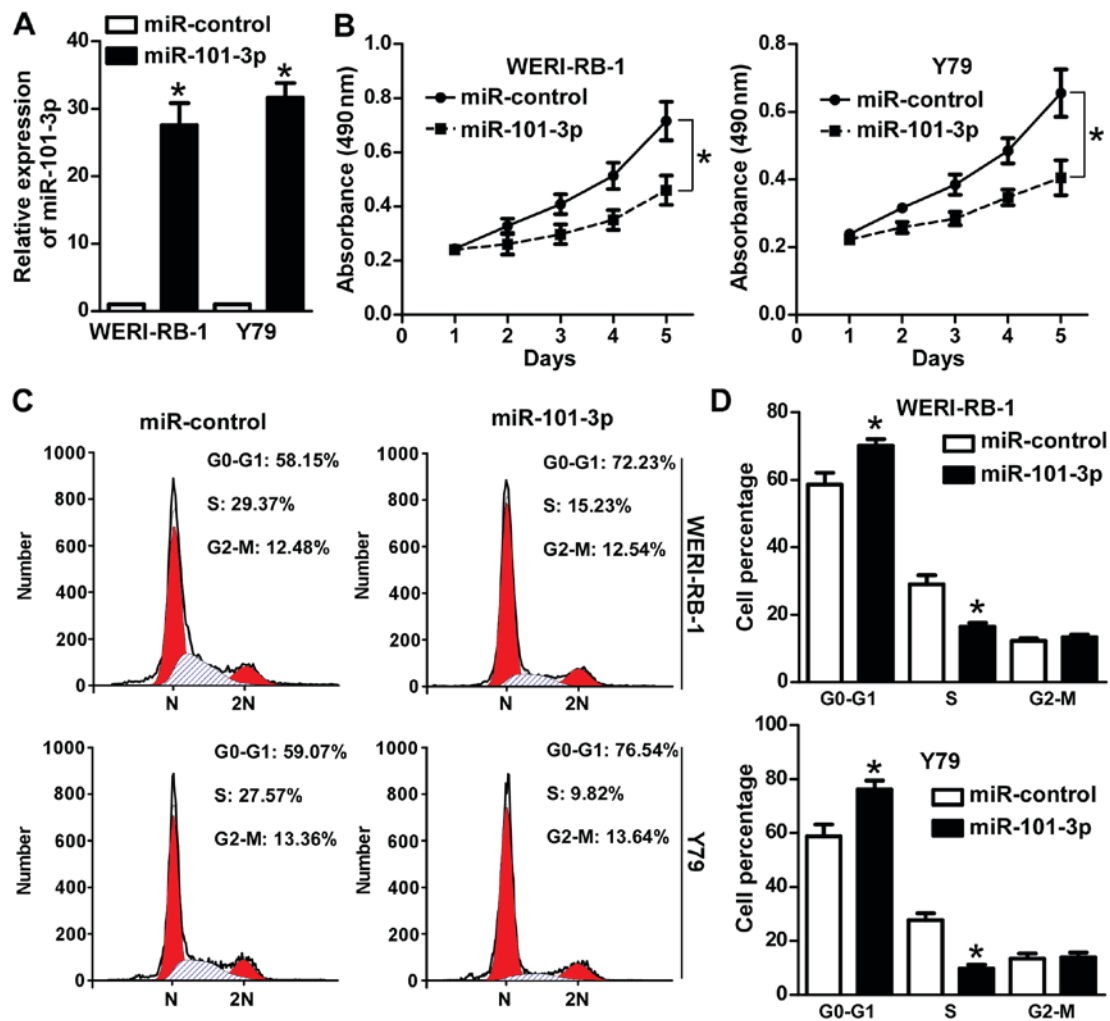 A
miR-control
miR-101-3p
Relative expression
of miR-101-3p
40
30
20
10
0
*
*
WERI-RB-1
Y79
B
WERI-RB-1
miR-control
miR-101-3p
Absorbance (490 nm)
1.0
0.8
0.6
0.4
0.2
0.0
*
0
1
2
3
4
5
Days
Y79
miR-control
miR-101-3p
Absorbance (490 nm)
0.8
0.6
0.4
0.2
0.0
*
0
1
2
3
4
5
Days
C
miR-control
miR-101-3p
Number
1000
800
600
400
200
0
G0-G1: 58.15%
S: 29.37%
G2-M: 12.48%
N
2N
Number
1000
800
600
400
200
0
G0-G1: 72.23%
S: 15.23%
G2-M: 12.54%
N
2N
WERI-RB-1
Number
1000
800
600
400
200
0
G0-G1: 59.07%
S: 27.57%
G2-M: 13.36%
N
2N
Number
1000
800
600
400
200
0
G0-G1: 76.54%
S: 9.82%
G2-M: 13.64%
N
2N
Y79
D
WERI-RB-1
miR-control
miR-101-3p
Cell percentage
80
60
40
20
0
*
*
G0-G1
S
G2-M
Y79
miR-control
miR-101-3p
Cell percentage
100
80
60
40
20
0
*
*
G0-G1
S
G2-M